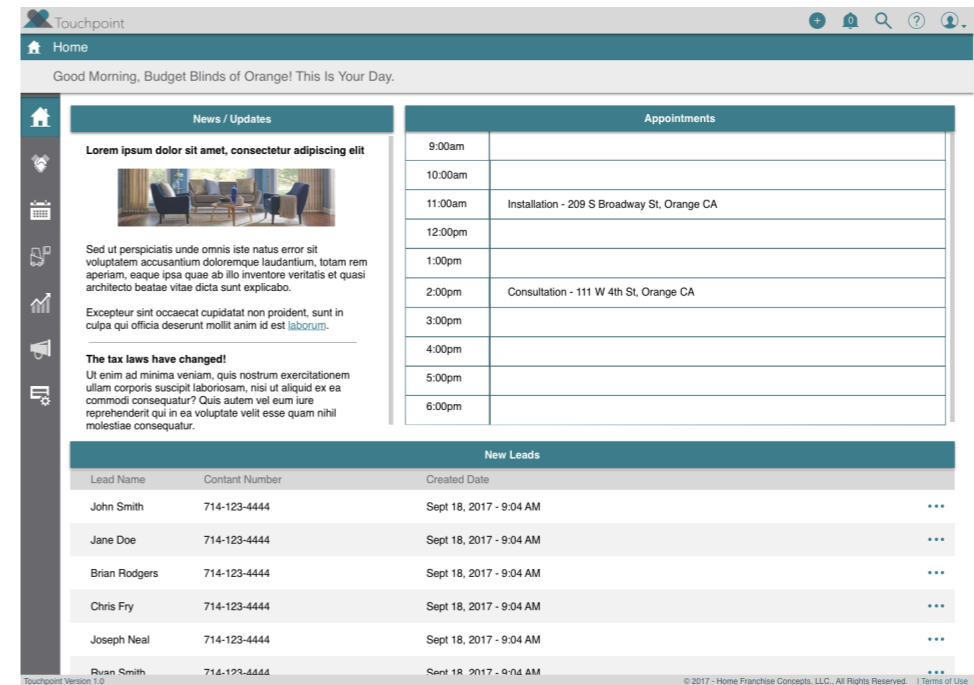 Touchpoint
0
?
Home
Good Morning, Budget Blinds of Orange! This Is Your Day.
News / Updates
Lorem ipsum dolor sit amet, consectetur adipiscing elit
Sed ut perspiciatis unde omnis iste natus error sit
voluptatem accusantium doloremque laudantium, totam rem
aperiam, eaque ipsa quae ab illo inventore veritatis et quasi
architecto beatae vitae dicta sunt explicabo.
Excepteur sint occaecat cupidatat non proident, sunt in
culpa qui officia deserunt mollit anim id est laborum.
The tax laws have changed!
Ut enim ad minima veniam, quis nostrum exercitationem
ullam corporis suscipit laboriosam, nisi ut aliquid ex ea
commodi consequatur? Quis autem vel eum iure
reprehenderit qui in ea voluptate velit esse quam nihil
molestiae consequatur.
Appointments
9:00am
10:00am
11:00am Installation - 209 S Broadway St, Orange CA
12:00pm
1:00pm
2:00pm Consultation - 111 W 4th St, Orange CA
3:00pm
4:00pm
5:00pm
6:00pm
New Leads
Lead Name Contant Number Created Date
John Smith 714-123-4444 Sept 18, 2017 - 9:04 AM
Jane Doe 714-123-4444 Sept 18, 2017 - 9:04 AM
Brian Rodgers 714-123-4444 Sept 18, 2017 - 9:04 AM
Chris Fry 714-123-4444 Sept 18, 2017 - 9:04 AM
Joseph Neal 714-123-4444 Sept 18, 2017 - 9:04 AM
Ryan Smith 714-123-4444 Sept 18, 2017 - 9:04 AM
Touchpoint Version 1.0 © 2017 - Home Franchise Concepts, LLC., All Rights Reserved. | Terms of Use